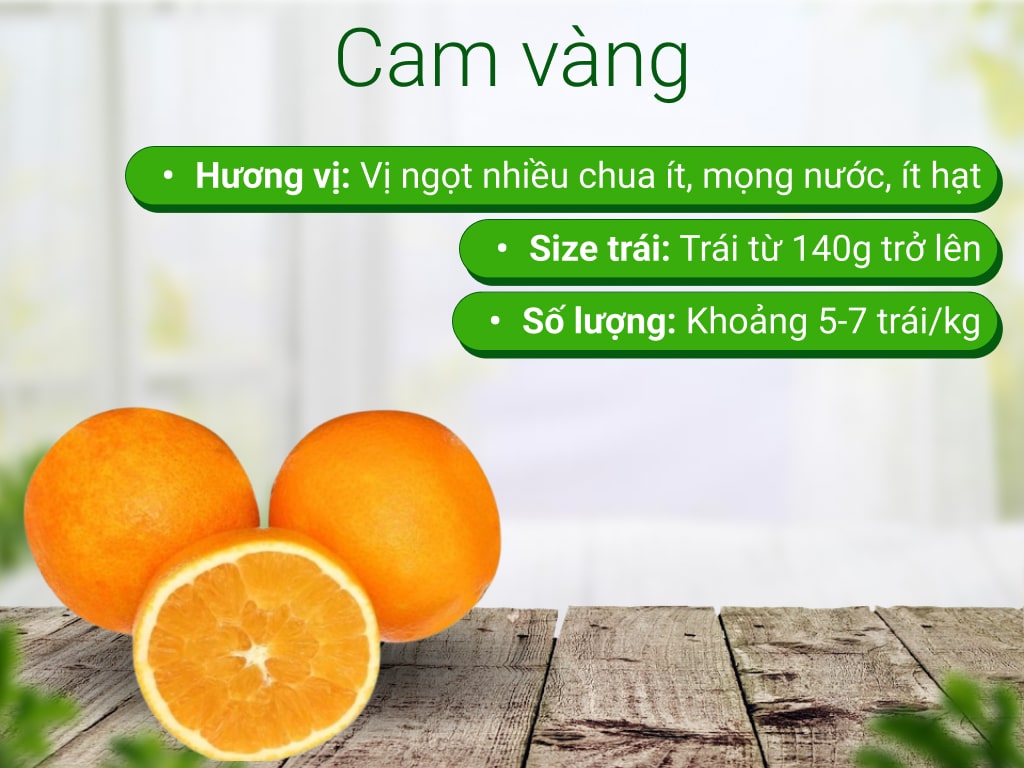 Cam vàng
• Hương vị: Vị ngọt nhiều chua ít, mọng nước, ít hạt
• Size trái: Trái từ 140g trở lên
• Số lượng: Khoảng 5-7 trái/kg